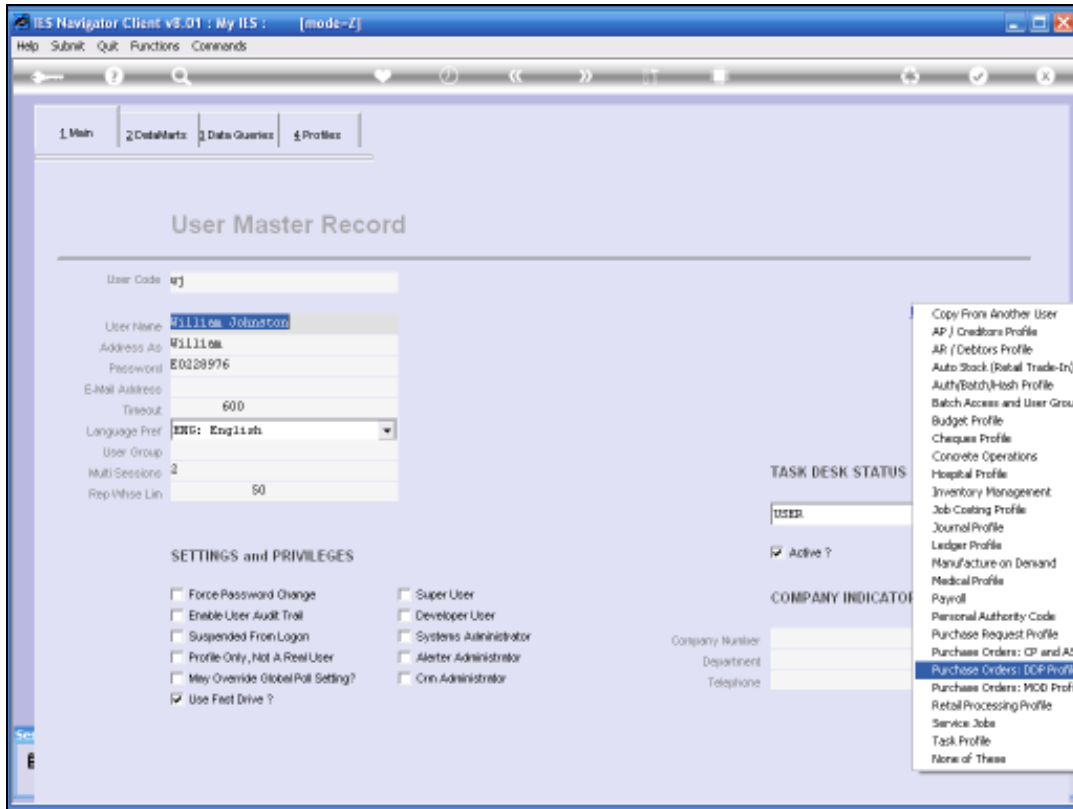 IES Navigator Client v8.01 : My IES : [mode=Z]
Help Submit Quit Functions Commands
1 Main 2 DataMarts 3 Data Queries 4 Profiles
User Master Record
User Code wj
User Name William Johnston
Address As William
Password E0228976
E-Mail Address
Timeout 600
Language Pref ENG: English
User Group
Multi Sessions 2
Rep Whse Lim 50
SETTINGS and PRIVILEGES
Force Password Change
Enable User Audit Trail
Suspended From Logon
Profile Only, Not A Real User
May Override Global Poll Setting?
Use Fast Drive ?
Super User
Developer User
Systems Administrator
Alerter Administrator
Crm Administrator
TASK DESK STATUS
USER
Active ?
COMPANY INDICATOR
Company Number
Department
Telephone
Copy From Another User
AP / Creditors Profile
AR / Debtors Profile
Auto Stock (Retail Trade-In)
Auth/Batch/Hash Profile
Batch Access and User Grou
Budget Profile
Cheques Profile
Concrete Operations
Hospital Profile
Inventory Management
Job Costing Profile
Journal Profile
Ledger Profile
Manufacture on Demand
Medical Profile
Payroll
Personal Authority Code
Purchase Request Profile
Purchase Orders: CP and AS
Purchase Orders: DDP Profil
Purchase Orders: MOD Profi
Retail Processing Profile
Service Jobs
Task Profile
None of These